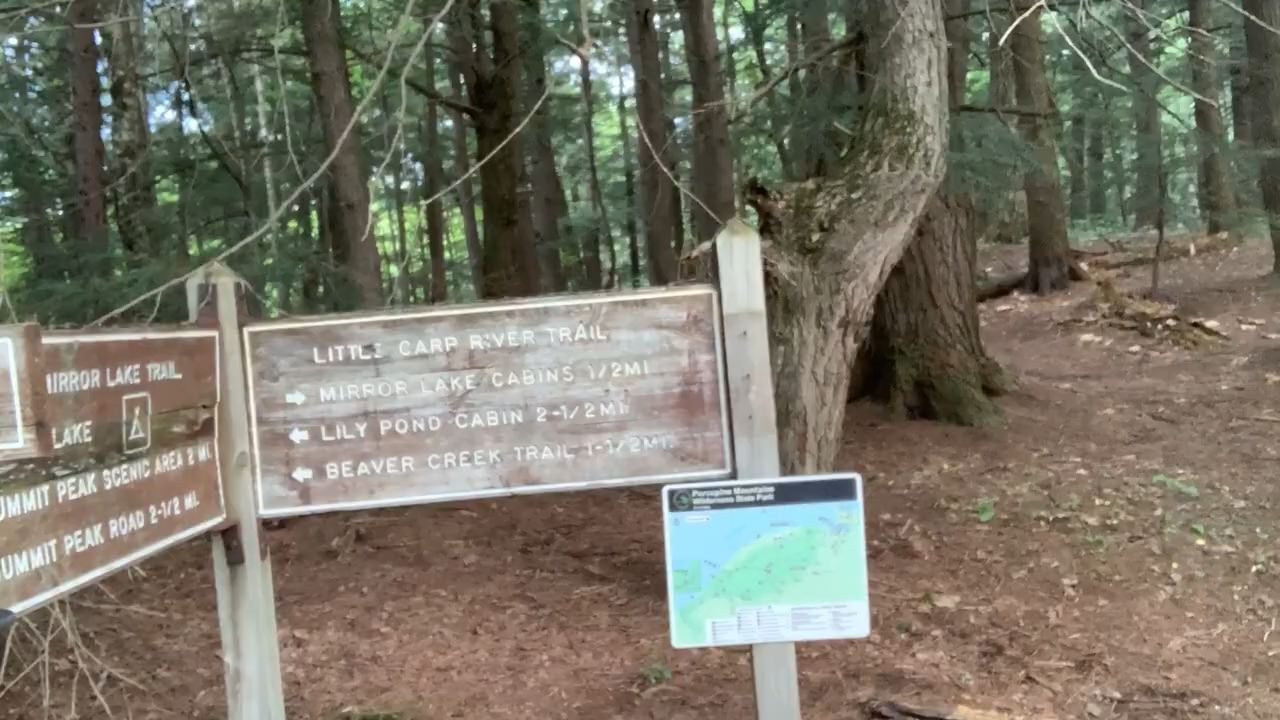 MIRROR LAKE TRAIL
LAKE
SUMMIT PEAK SCENIC AREA 2 MI.
SUMMIT PEAK ROAD 2-1/2 MI.
LITTLE CARP RIVER TRAIL
MIRROR LAKE CABINS 1/2MI
LILY POND CABIN 2-1/2MI.
BEAVER CREEK TRAIL 1-1/2MI.
Porcupine Mountains
Wilderness State Park